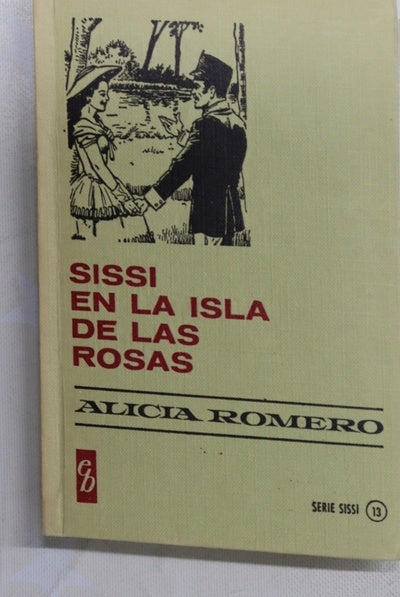 SISSI
EN LA ISLA
DE LAS
ROSAS
ALICIA ROMERO
eb
SERIE SISSI 13